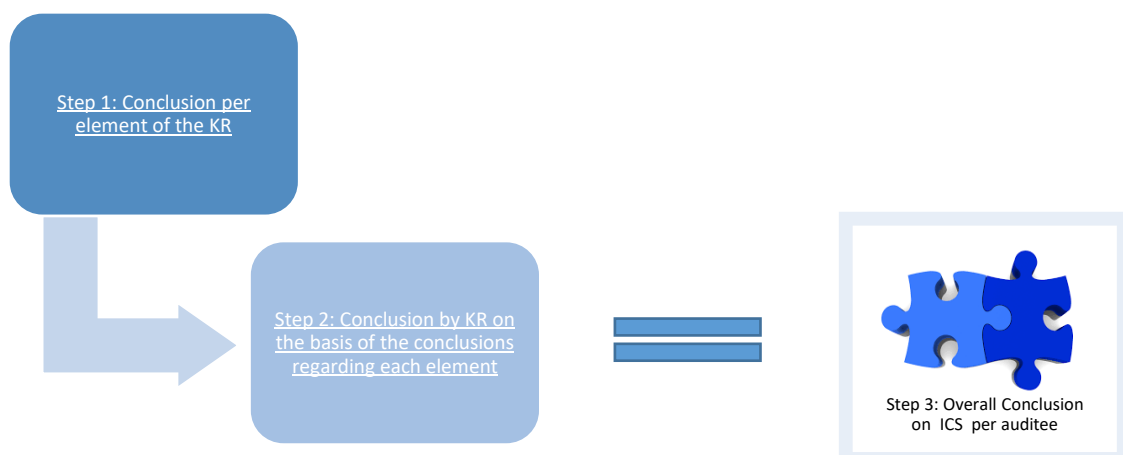 Step 1: Conclusion per
element of the KR
Step 2: Conclusion by KR on
the basis of the conclusions
regarding each element
Step 3: Overall Conclusion
on ICS per auditee